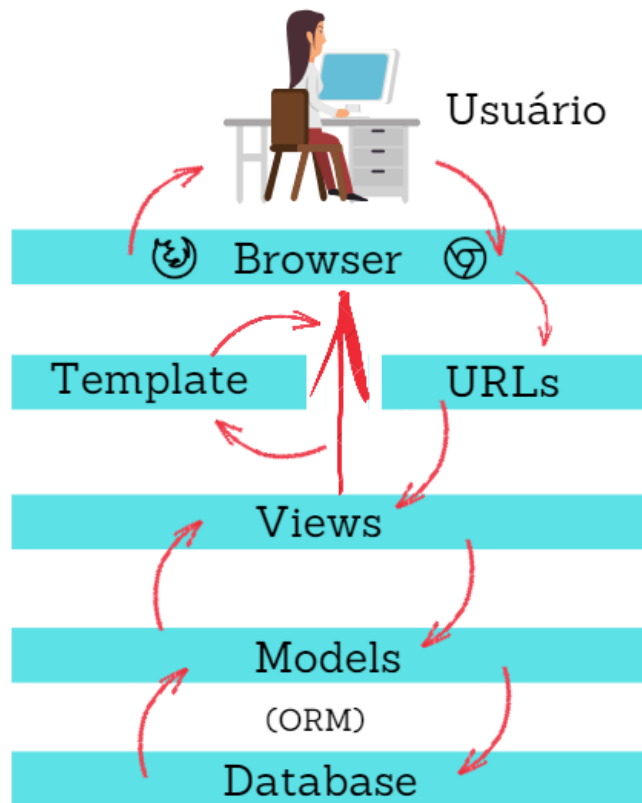 Usuário
Browser
Template
URLs
Views
Models
(ORM)
Database